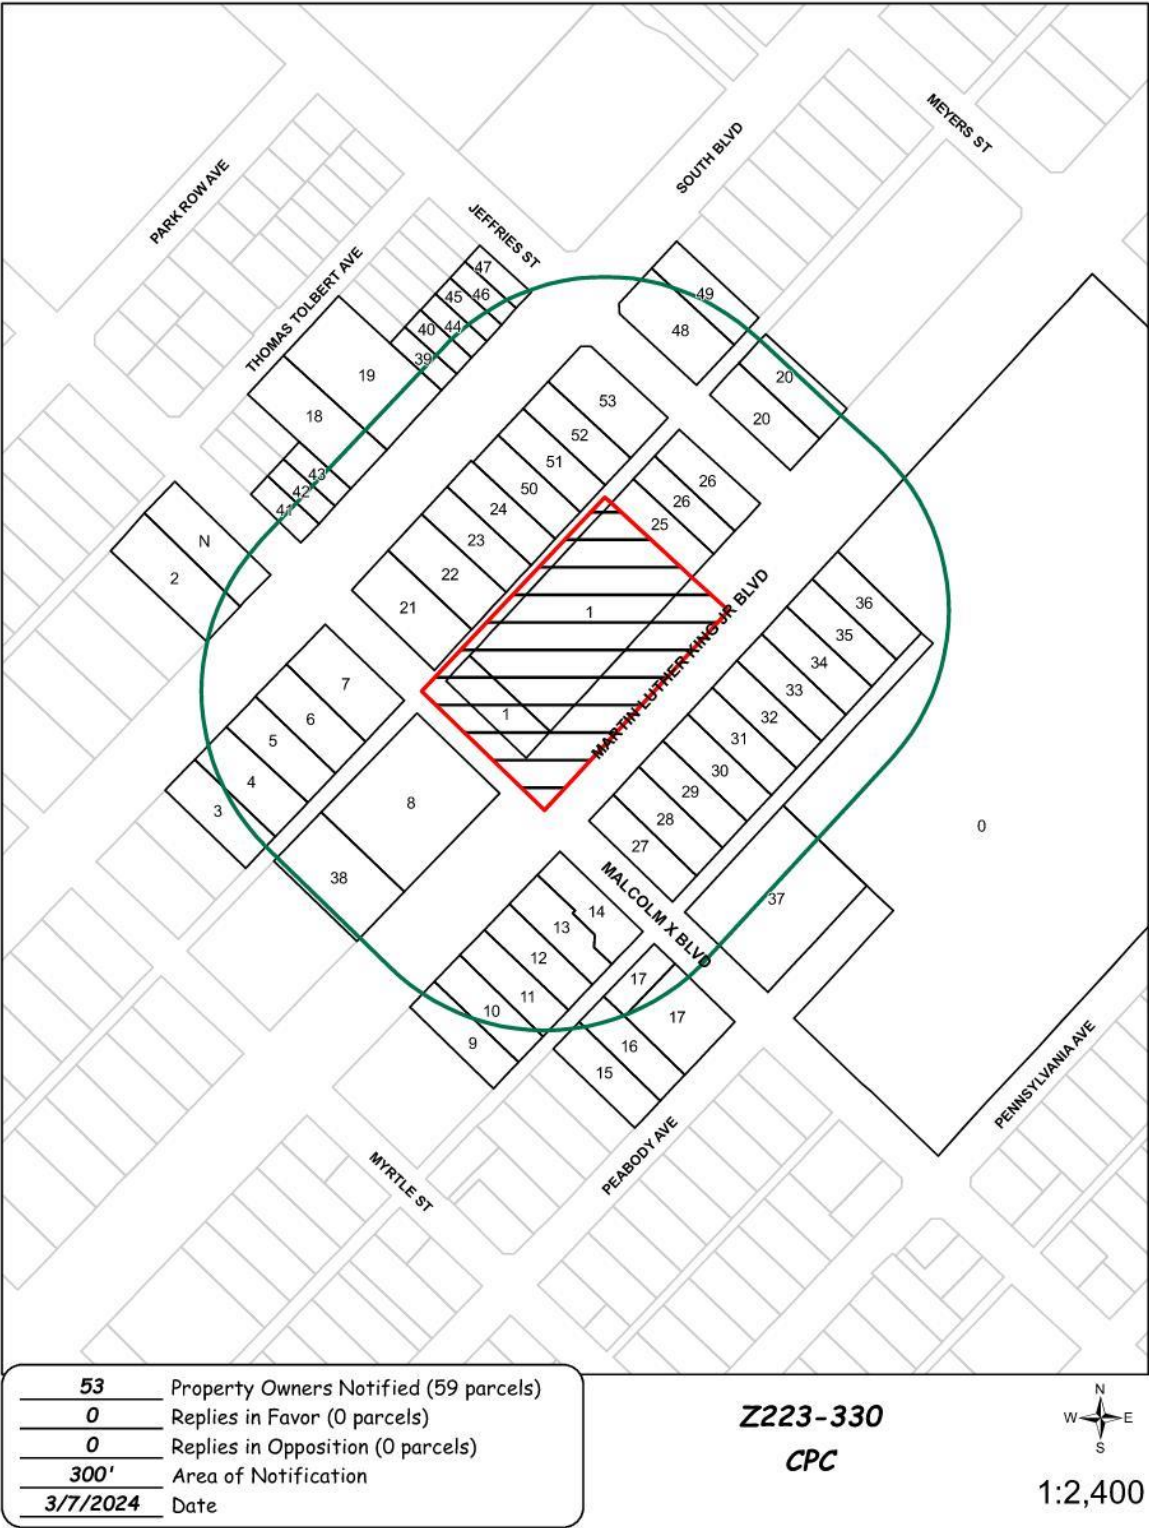 MEYERS ST
SOUTH BLVD
PARK ROW AVE
JEFFRIES ST
THOMAS TOLBERT AVE
47
46
45
44
40
39
49
48
19
18
20
20
53
52
51
50
24
23
22
21
43
42
41
N
2
26
26
25
1
1
MARTIN LUTHER KING JR BLVD
36
35
34
33
32
31
30
29
28
27
7
6
5
4
3
8
38
0
37
MALCOLM X BLVD
14
13
12
11
10
9
17
17
16
15
PENNSYLVANIA AVE
PEABODY AVE
MYRTLE ST
53 Property Owners Notified (59 parcels)
0 Replies in Favor (0 parcels)
0 Replies in Opposition (0 parcels)
300' Area of Notification
3/7/2024 Date
Z223-330
CPC
N
W E
S
1:2,400